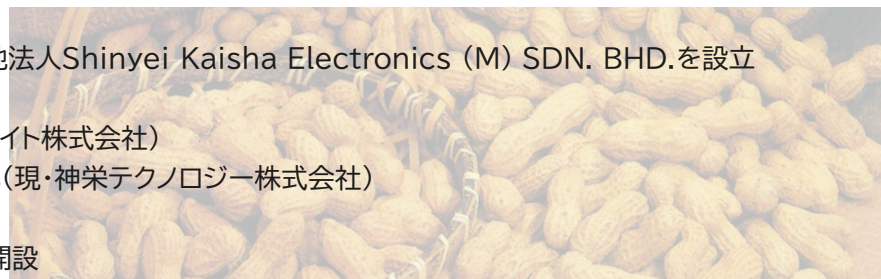 法人Shinyei Kaisha Electronics (M) SDN. BHD.を設立
イト株式会社)
(現・神栄テクノロジー株式会社)
開設